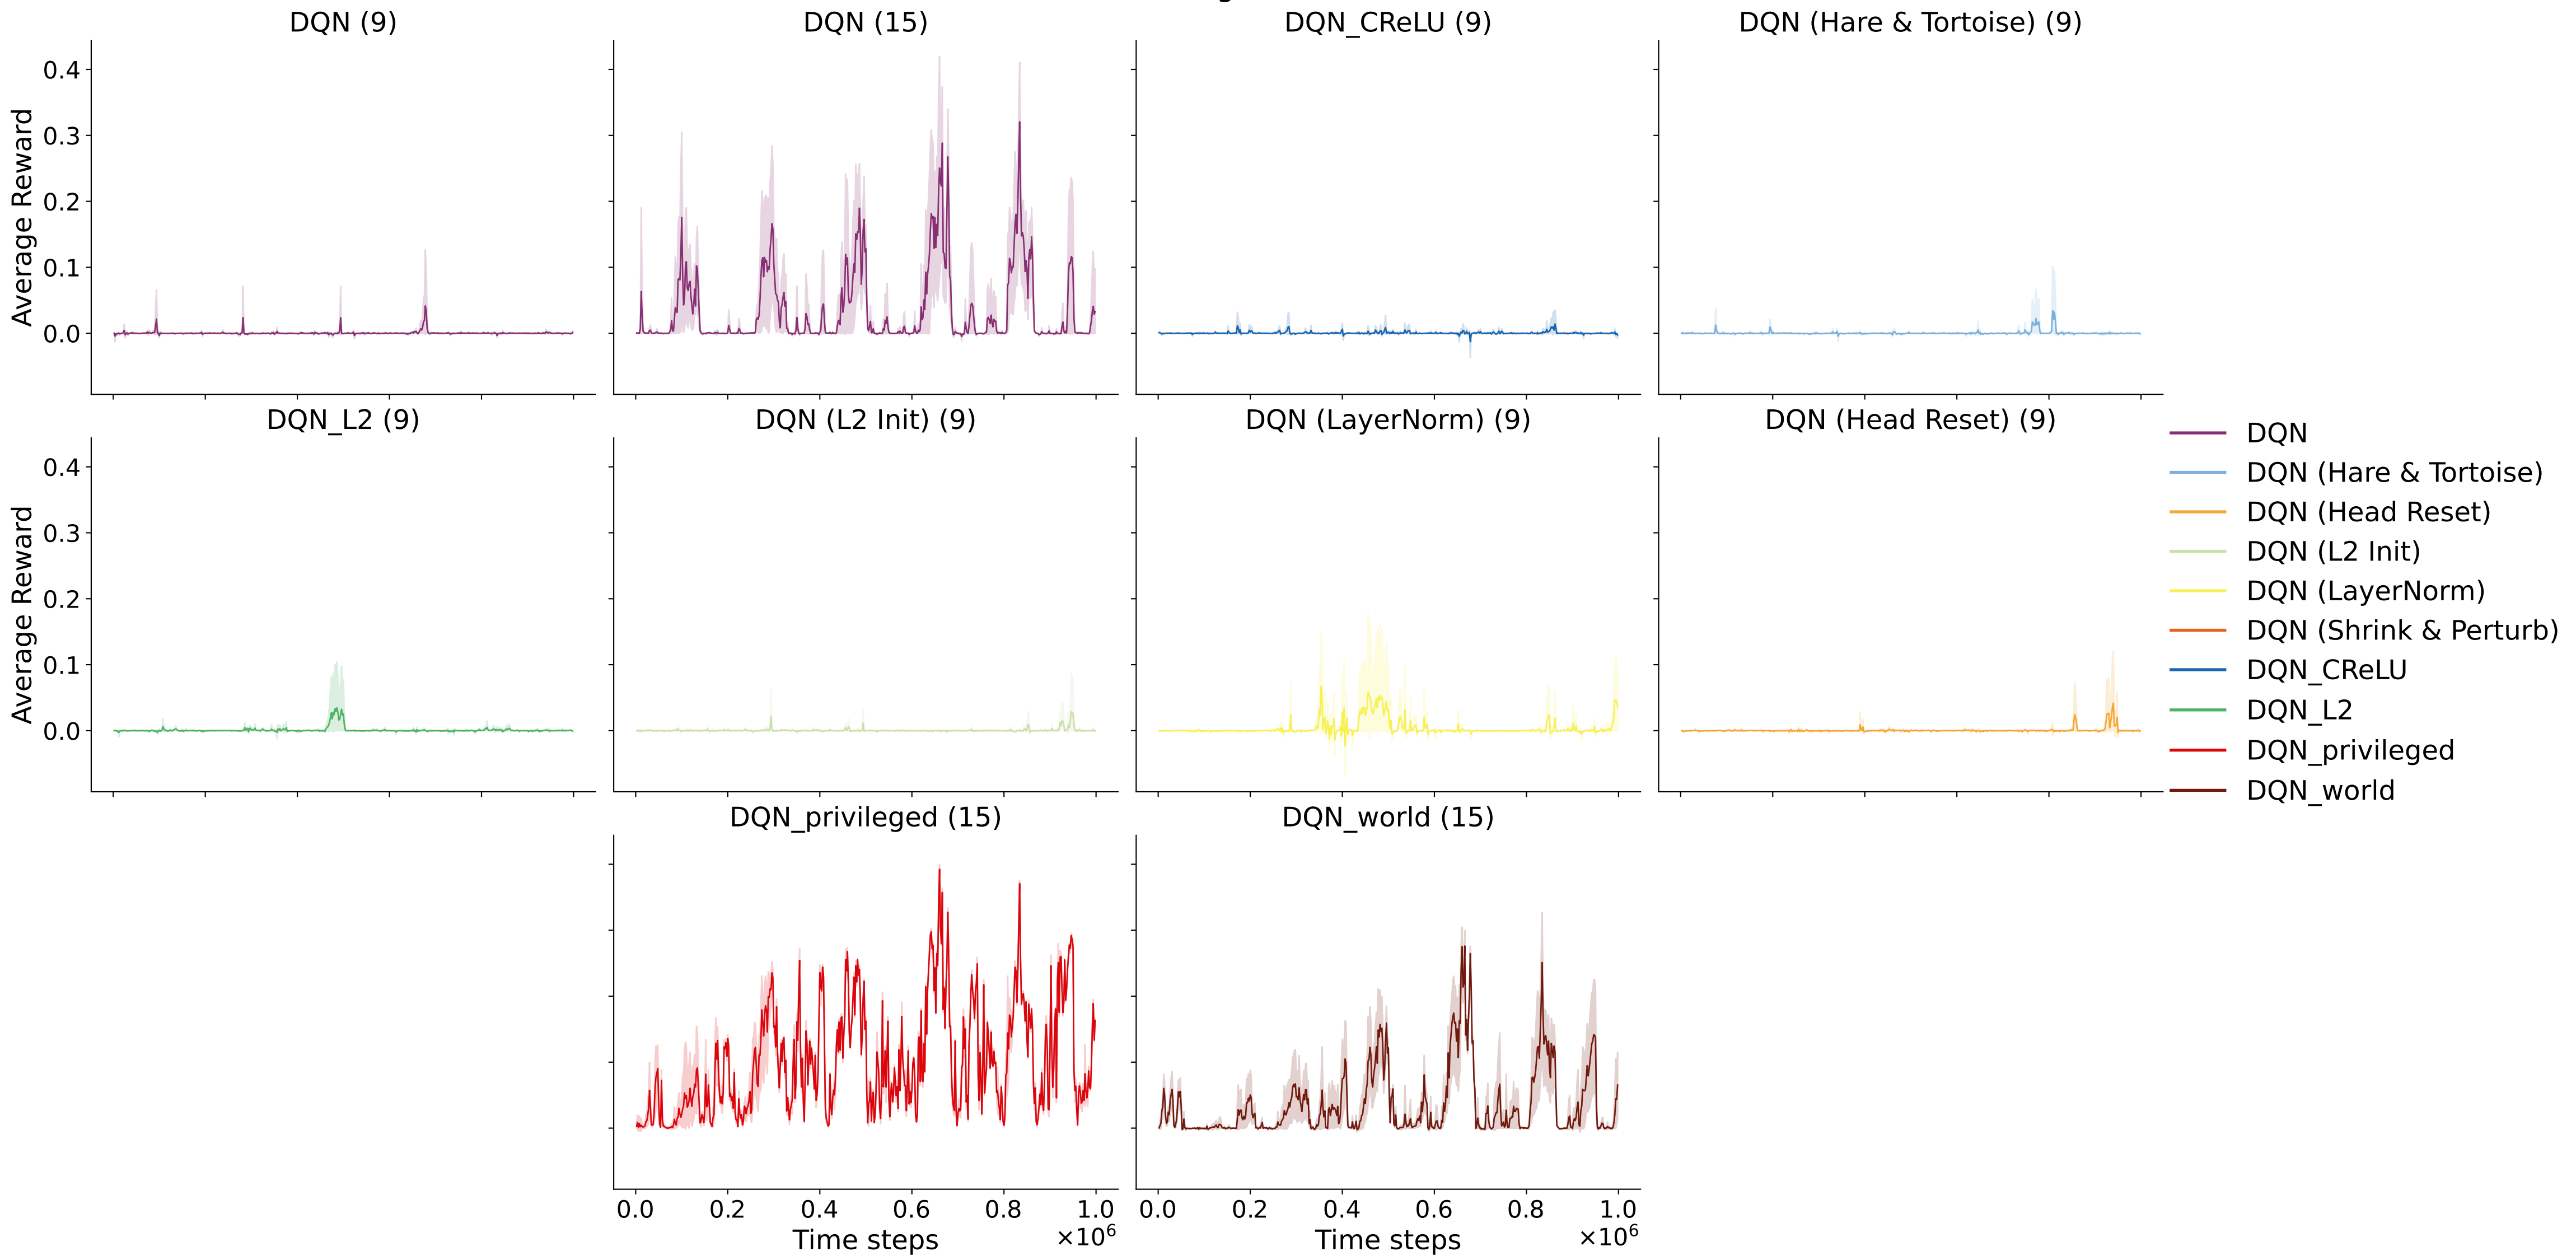 DQN (9)
DQN (15)
DQN_CReLU (9)
DQN (Hare & Tortoise) (9)
Average Reward
0.4
0.3
0.2
0.1
0.0
DQN_L2 (9)
DQN (L2 Init) (9)
DQN (LayerNorm) (9)
DQN (Head Reset) (9)
Average Reward
0.4
0.3
0.2
0.1
0.0
DQN
DQN (Hare & Tortoise)
DQN (Head Reset)
DQN (L2 Init)
DQN (LayerNorm)
DQN (Shrink & Perturb)
DQN_CReLU
DQN_L2
DQN_privileged
DQN_world
DQN_privileged (15)
DQN_world (15)
0.0 0.2 0.4 0.6 0.8 1.0
×10⁶
Time steps
0.0 0.2 0.4 0.6 0.8 1.0
×10⁶
Time steps